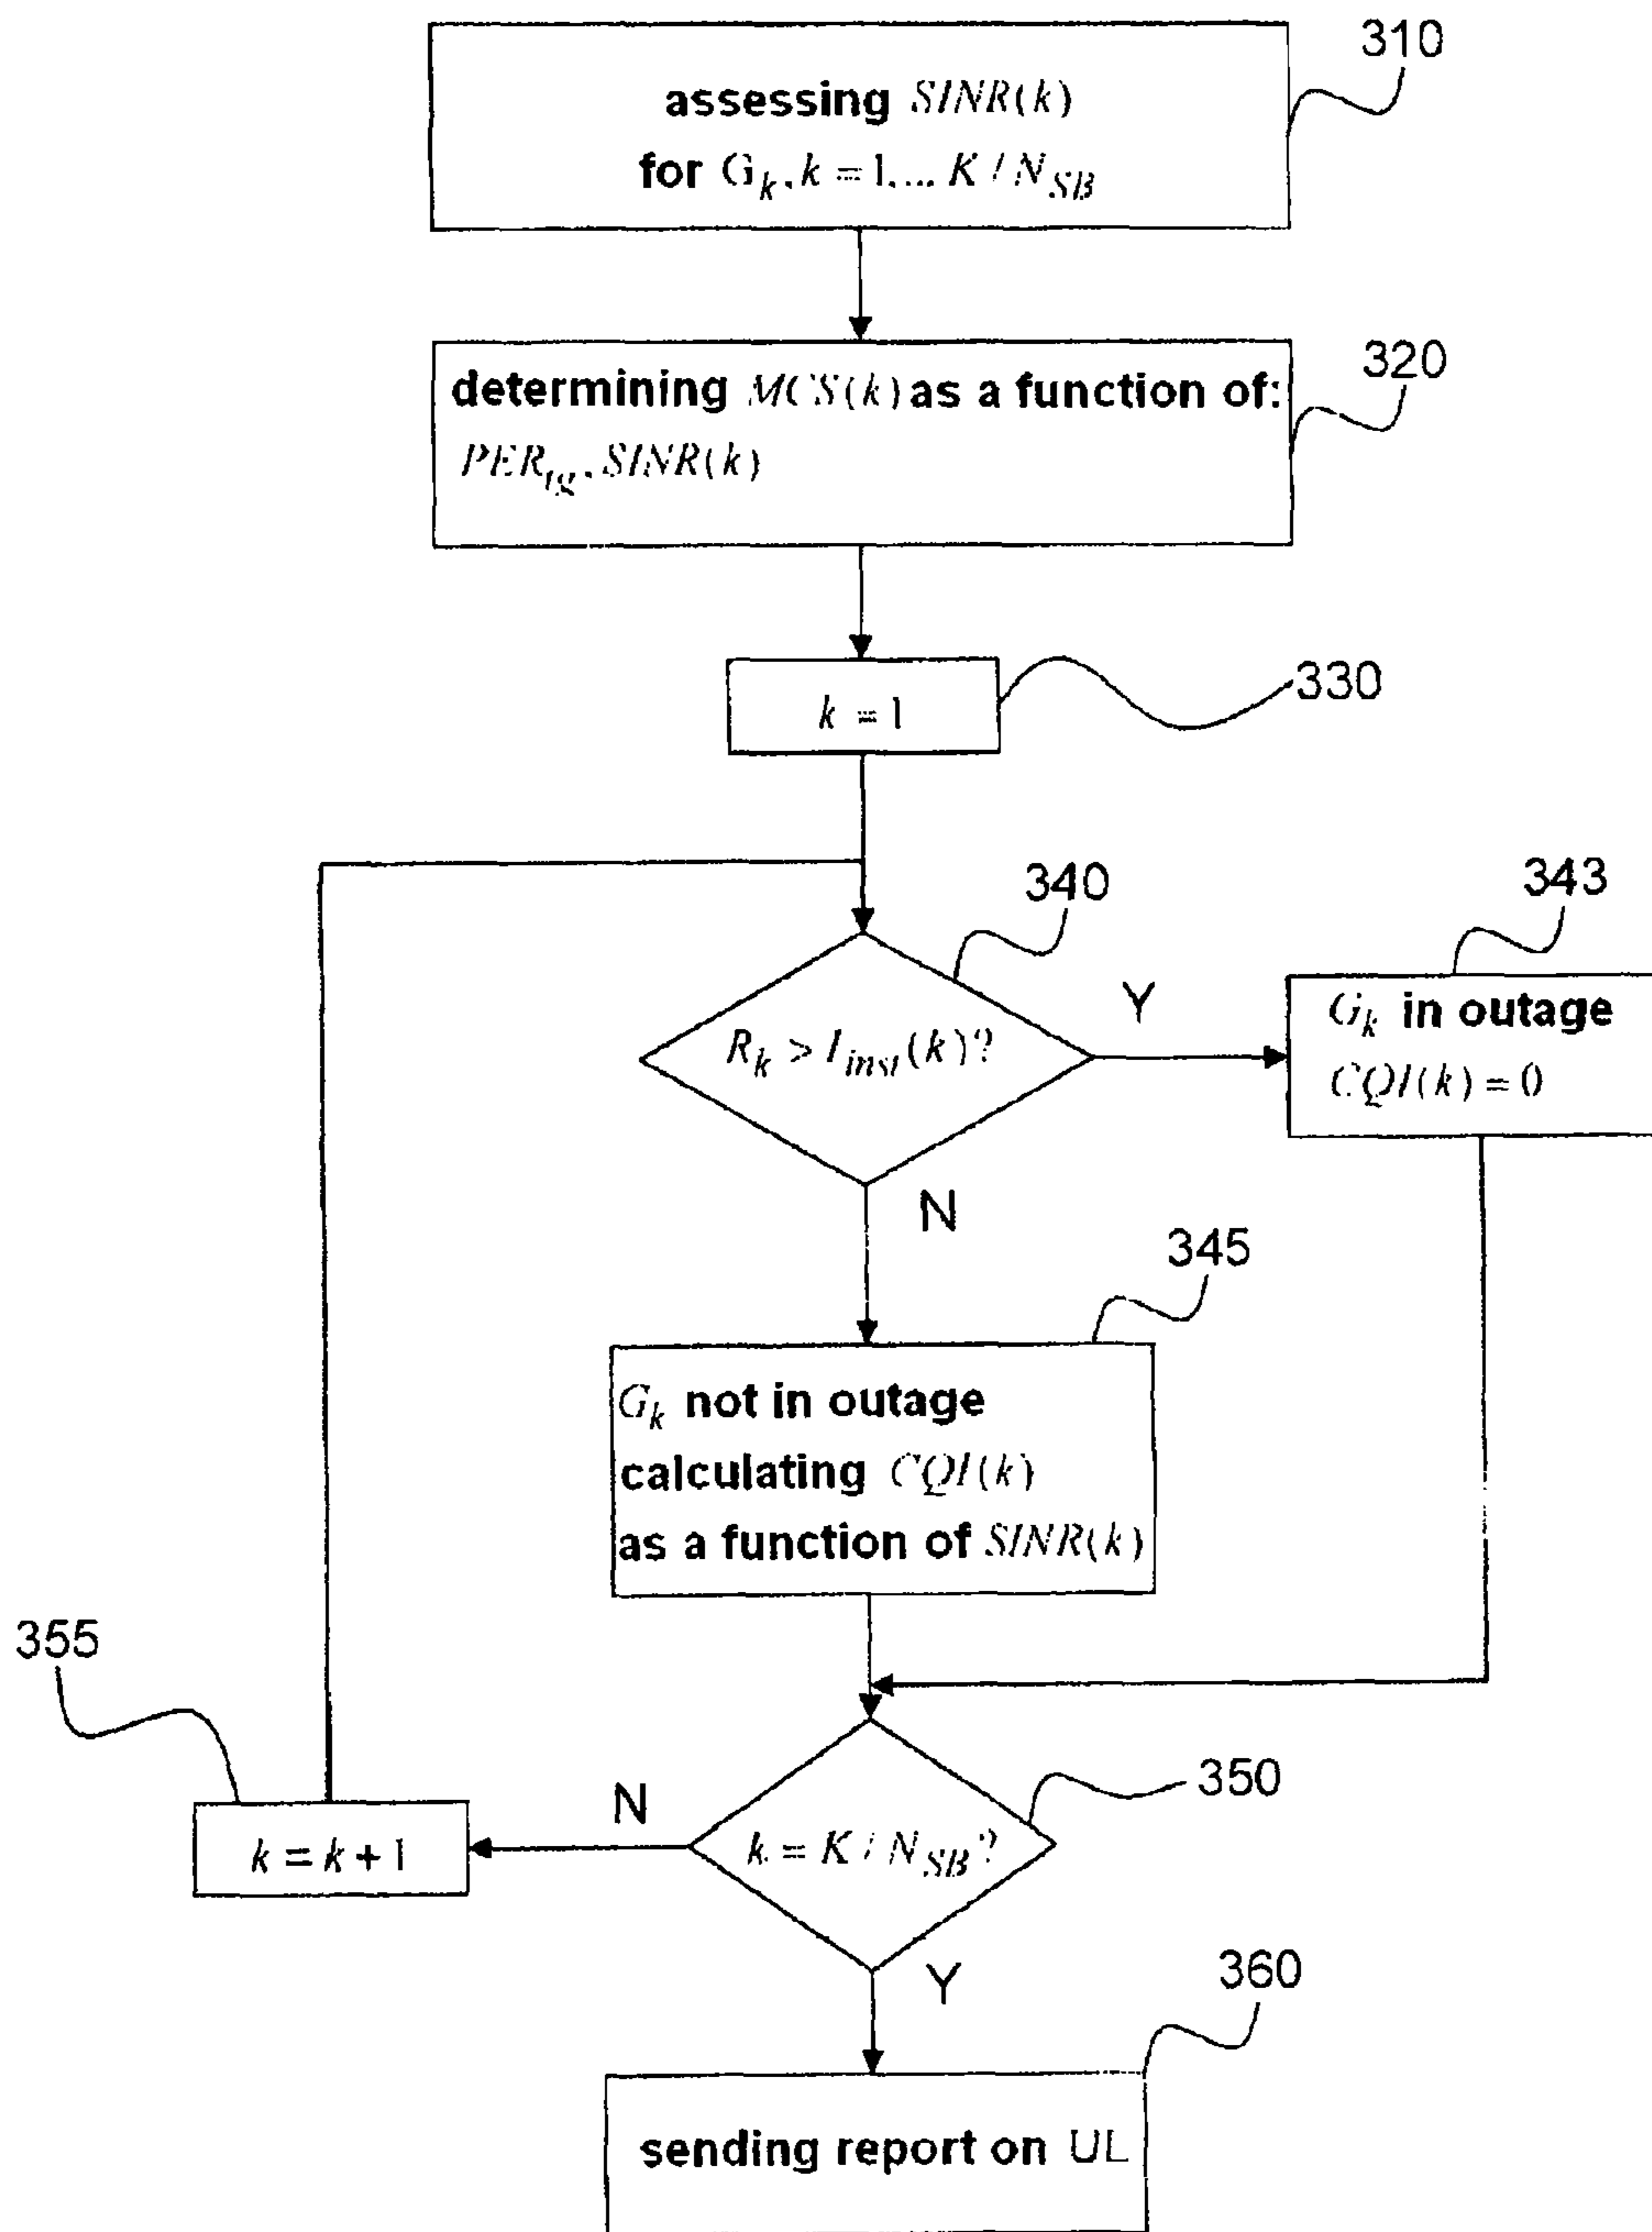 310
assessing SINR(k)
for G_k, k = 1, ... K / N_SB
320
determining MCS(k) as a function of:
PER_tg, SINR(k)
330
k = 1
340
343
R_k > I_inst(k)?
Y
G_k in outage
CQI(k) = 0
N
345
G_k not in outage
calculating CQI(k)
as a function of SINR(k)
355
350
N
k = K / N_SB?
k = k + 1
Y
360
sending report on UL